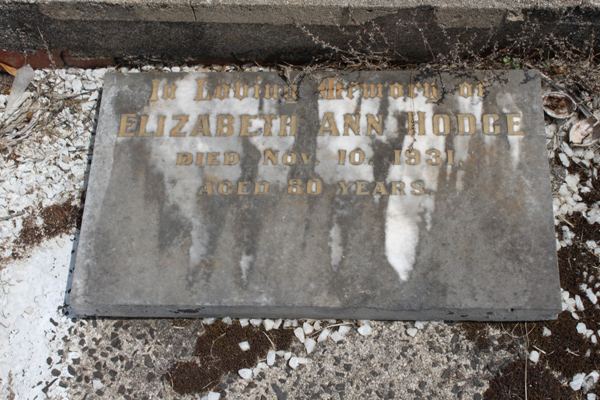 In Loving Memory of
ELIZABETH ANN HODGE
DIED NOV. 10. 1931.
AGED 80 YEARS.